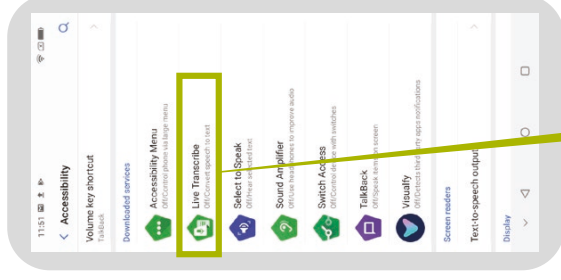 11:51
Accessibility
Volume key shortcut
TalkBack
Downloaded services
Accessibility Menu
Off/Control phone via large menu
Live Transcribe
Off/Convert speech to text
Select to Speak
Off/Hear selected text
Sound Amplifier
Off/Use headphones to improve audio
Switch Access
Off/Control device with switches
TalkBack
Off/Speak items on screen
Visualfy
Off/Detects third party apps notifications
Screen readers
Text-to-speech output
Display